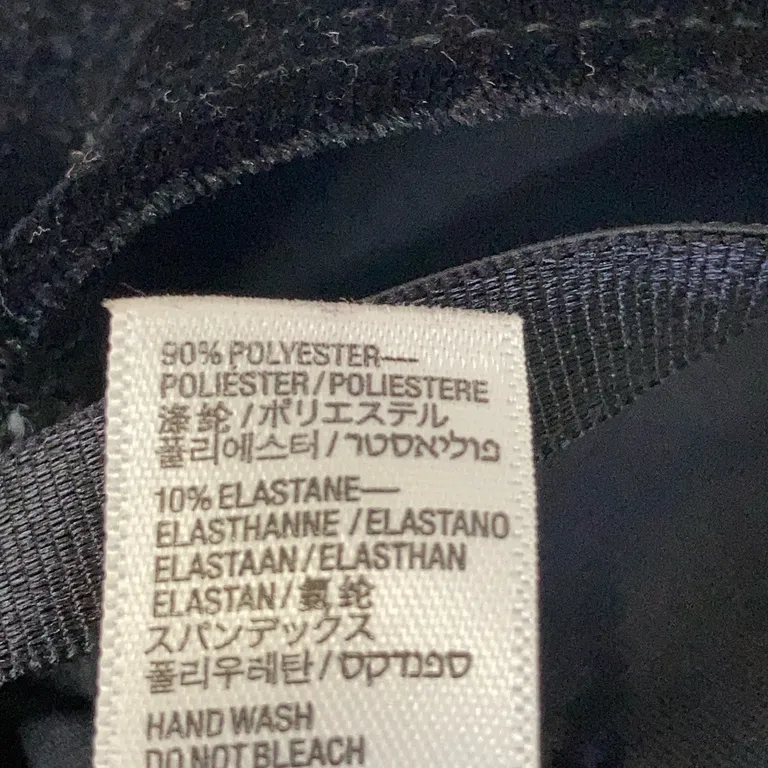 90% POLYESTER—
POLIÉSTER/POLIESTERE
涤纶/ポリエステル
폴리에스터/פוליאסטר
10% ELASTANE—
ELASTHANNE/ELASTANO
ELASTAAN/ELASTHAN
ELASTAN/氨纶
スパンデックス
폴리우레탄/ספנדקס
HAND WASH
DO NOT BLEACH